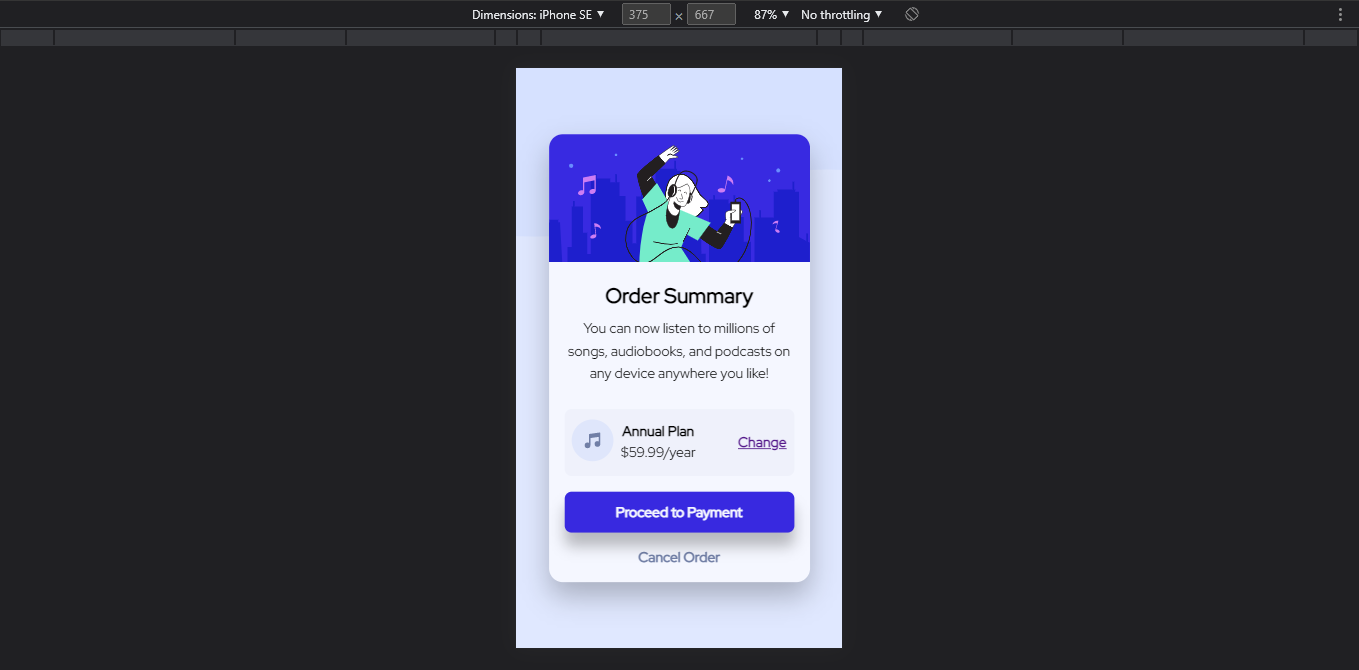 Dimensions: iPhone SE ▼ 375 × 667 87% ▼ No throttling ▼
Order Summary
You can now listen to millions of
songs, audiobooks, and podcasts on
any device anywhere you like!
Annual Plan
$59.99/year
Change
Proceed to Payment
Cancel Order